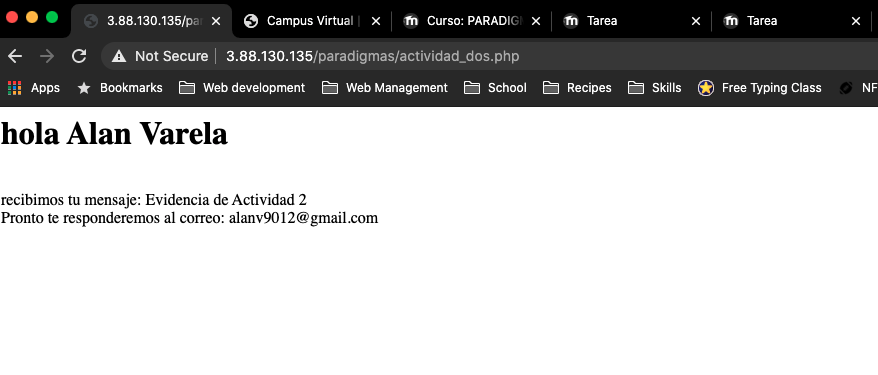 3.88.130.135/pa
Campus Virtual
Curso: PARADIG
Tarea
Tarea
Not Secure
3.88.130.135/paradigmas/actividad_dos.php
Apps
Bookmarks
Web development
Web Management
School
Recipes
Skills
Free Typing Class
NF
hola Alan Varela
recibimos tu mensaje: Evidencia de Actividad 2
Pronto te responderemos al correo: alanv9012@gmail.com